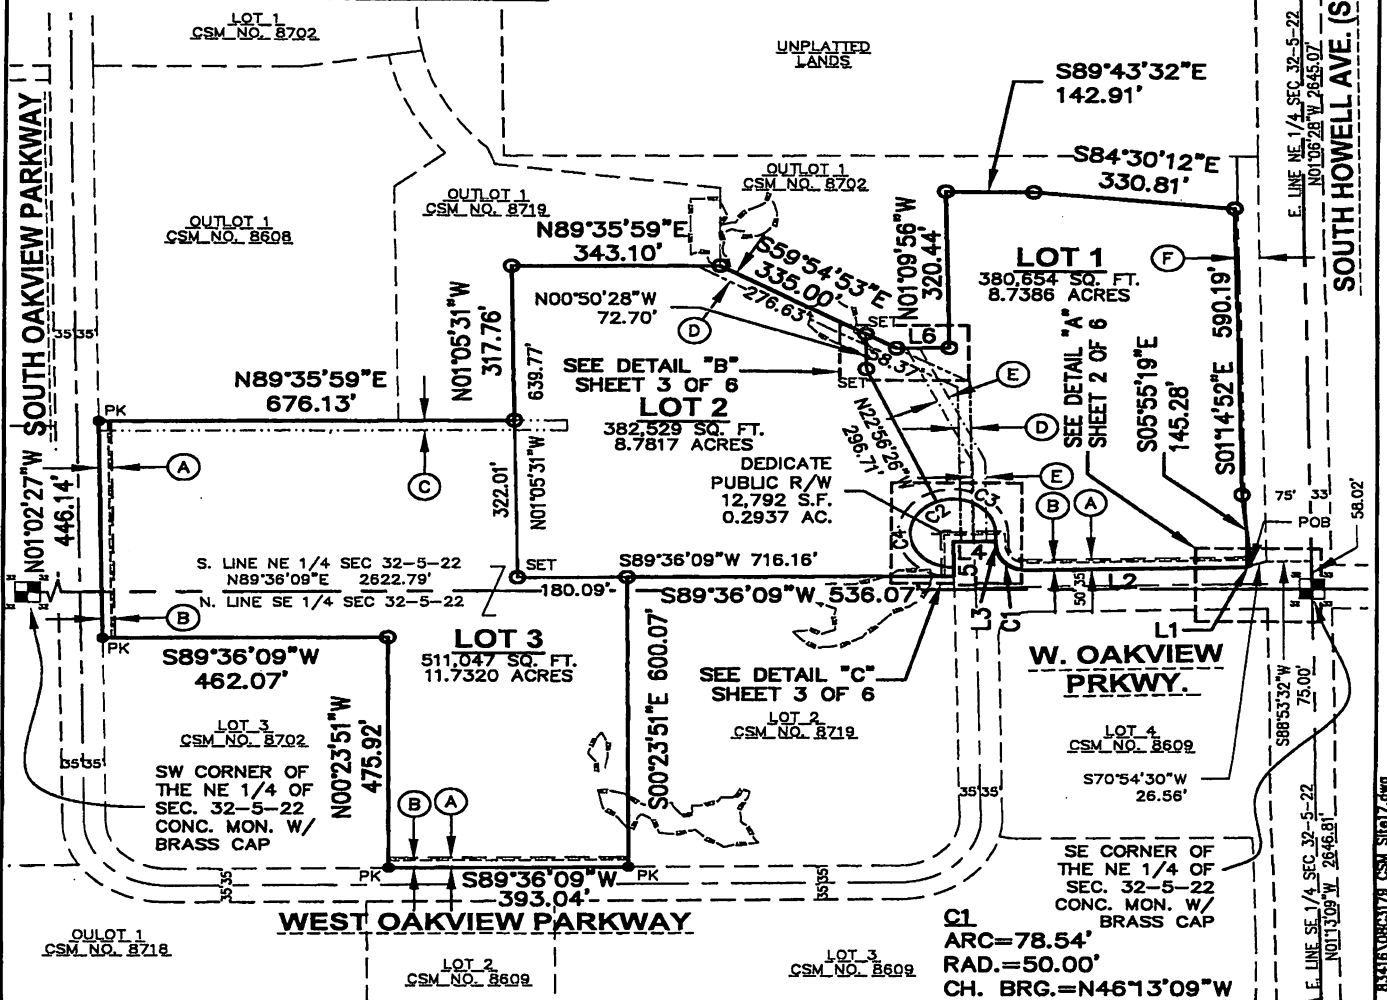 LOT 1
CSM NO. 8702
UNPLATTED
LANDS
S89°43'32"E
142.91'
E. LINE NE 1/4 SEC 32-5-22
N01°06'28"W 2645.07'
SOUTH HOWELL AVE. (S
SOUTH OAKVIEW PARKWAY
OUTLOT 1
CSM NO. 8608
OUTLOT 1
CSM NO. 8719
OUTLOT 1
CSM NO. 8702
S84°30'12"E
330.81'
N89°35'59"E
343.10'
S59°54'53"E
335.00'
276.63'
58.37'
N01°09'56"W
320.44'
LOT 1
380,654 SQ. FT.
8.7386 ACRES
F
S01°14'52"E 590.19'
35' 35'
N01°05'31"W
317.76'
639.77'
N00°50'28"W
72.70'
D
SET
L6
SET
SEE DETAIL "B"
SHEET 3 OF 6
E
SEE DETAIL "A"
SHEET 2 OF 6
S05°55'19"E
145.28'
N89°35'59"E
676.13'
PK
LOT 2
382,529 SQ. FT.
8.7817 ACRES
N22°56'26"W
296.71'
D
A
C
N01°02'27"W
446.14'
322.01'
N01°05'31"W
DEDICATE
PUBLIC R/W
12,792 S.F.
0.2937 AC.
E
B
A
C2
C3
C4
75'
33'
POB
58.02'
S. LINE NE 1/4 SEC 32-5-22
N89°36'09"E 2622.79'
N. LINE SE 1/4 SEC 32-5-22
SET
S89°36'09"W 716.16'
180.09'
S89°36'09"W 536.07'
L4
L5
L3
C1
50'
35'
L2
L1
33
33
33
33
B
PK
S89°36'09"W
462.07'
LOT 3
511,047 SQ. FT.
11.7320 ACRES
S00°23'51"E 600.07'
SEE DETAIL "C"
SHEET 3 OF 6
W. OAKVIEW
PRKWY.
S88°53'32"W
75.00'
LOT 3
CSM NO. 8702
N00°23'51"W
475.92'
LOT 2
CSM NO. 8719
LOT 4
CSM NO. 8609
S70°54'30"W
26.56'
35' 35'
SW CORNER OF
THE NE 1/4 OF
SEC. 32-5-22
CONC. MON. W/
BRASS CAP
B
A
35' 35'
SE CORNER OF
THE NE 1/4 OF
SEC. 32-5-22
CONC. MON. W/
BRASS CAP
E. LINE SE 1/4 SEC 32-5-22
N01°13'09"W 2646.81'
35' 35'
PK
S89°36'09"W
393.04'
PK
35' 35'
WEST OAKVIEW PARKWAY
OULOT 1
CSM NO. 8718
LOT 2
CSM NO. 8609
LOT 3
CSM NO. 8609
C1
ARC=78.54'
RAD.=50.00'
CH. BRG.=N46°13'09"W